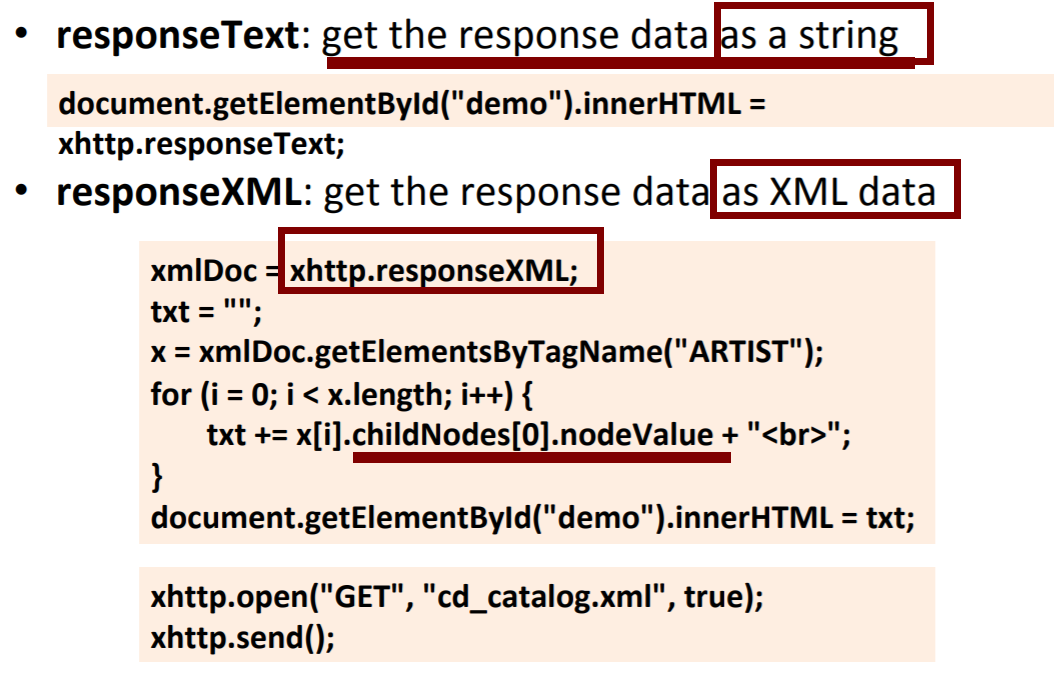 • responseText: get the response data as a string
document.getElementById("demo").innerHTML =
xhttp.responseText;
• responseXML: get the response data as XML data
xmlDoc = xhttp.responseXML;
txt = "";
x = xmlDoc.getElementsByTagName("ARTIST");
for (i = 0; i < x.length; i++) {
txt += x[i].childNodes[0].nodeValue + "<br>";
}
document.getElementById("demo").innerHTML = txt;
xhttp.open("GET", "cd_catalog.xml", true);
xhttp.send();